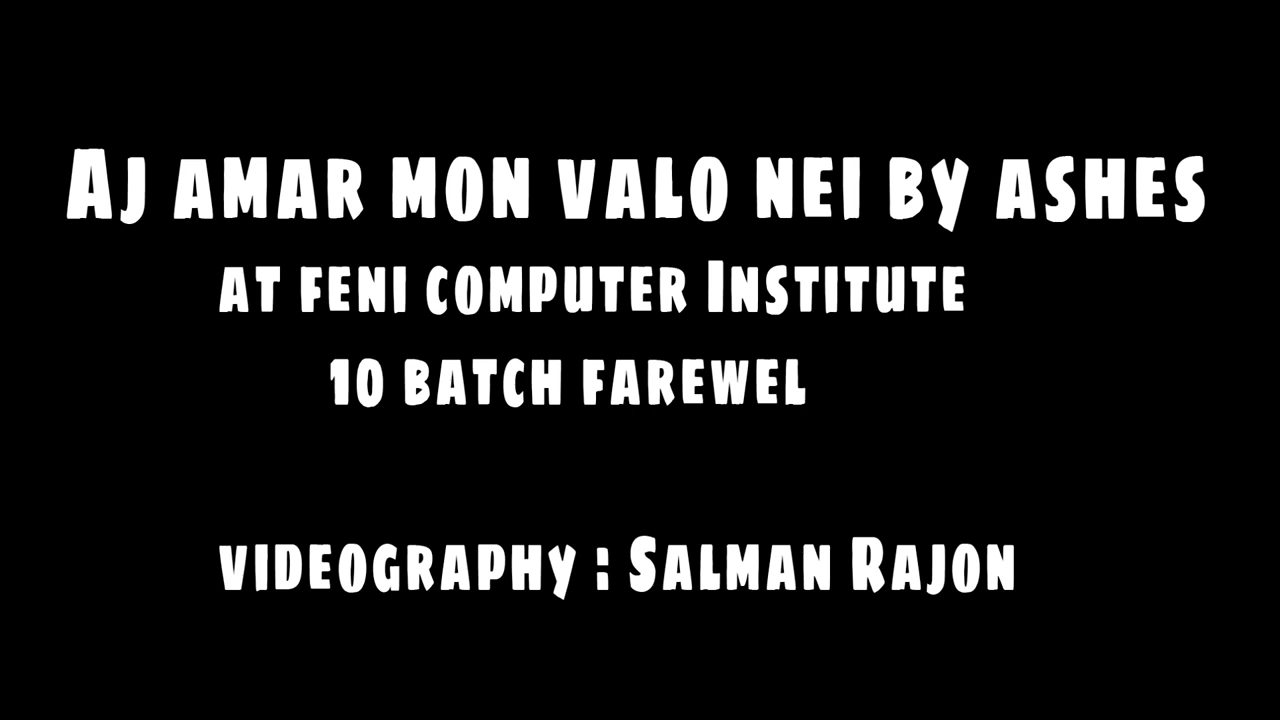 Aj amar mon valo nei by ashes
at feni computer Institute
10 batch farewel
videography : Salman Rajon